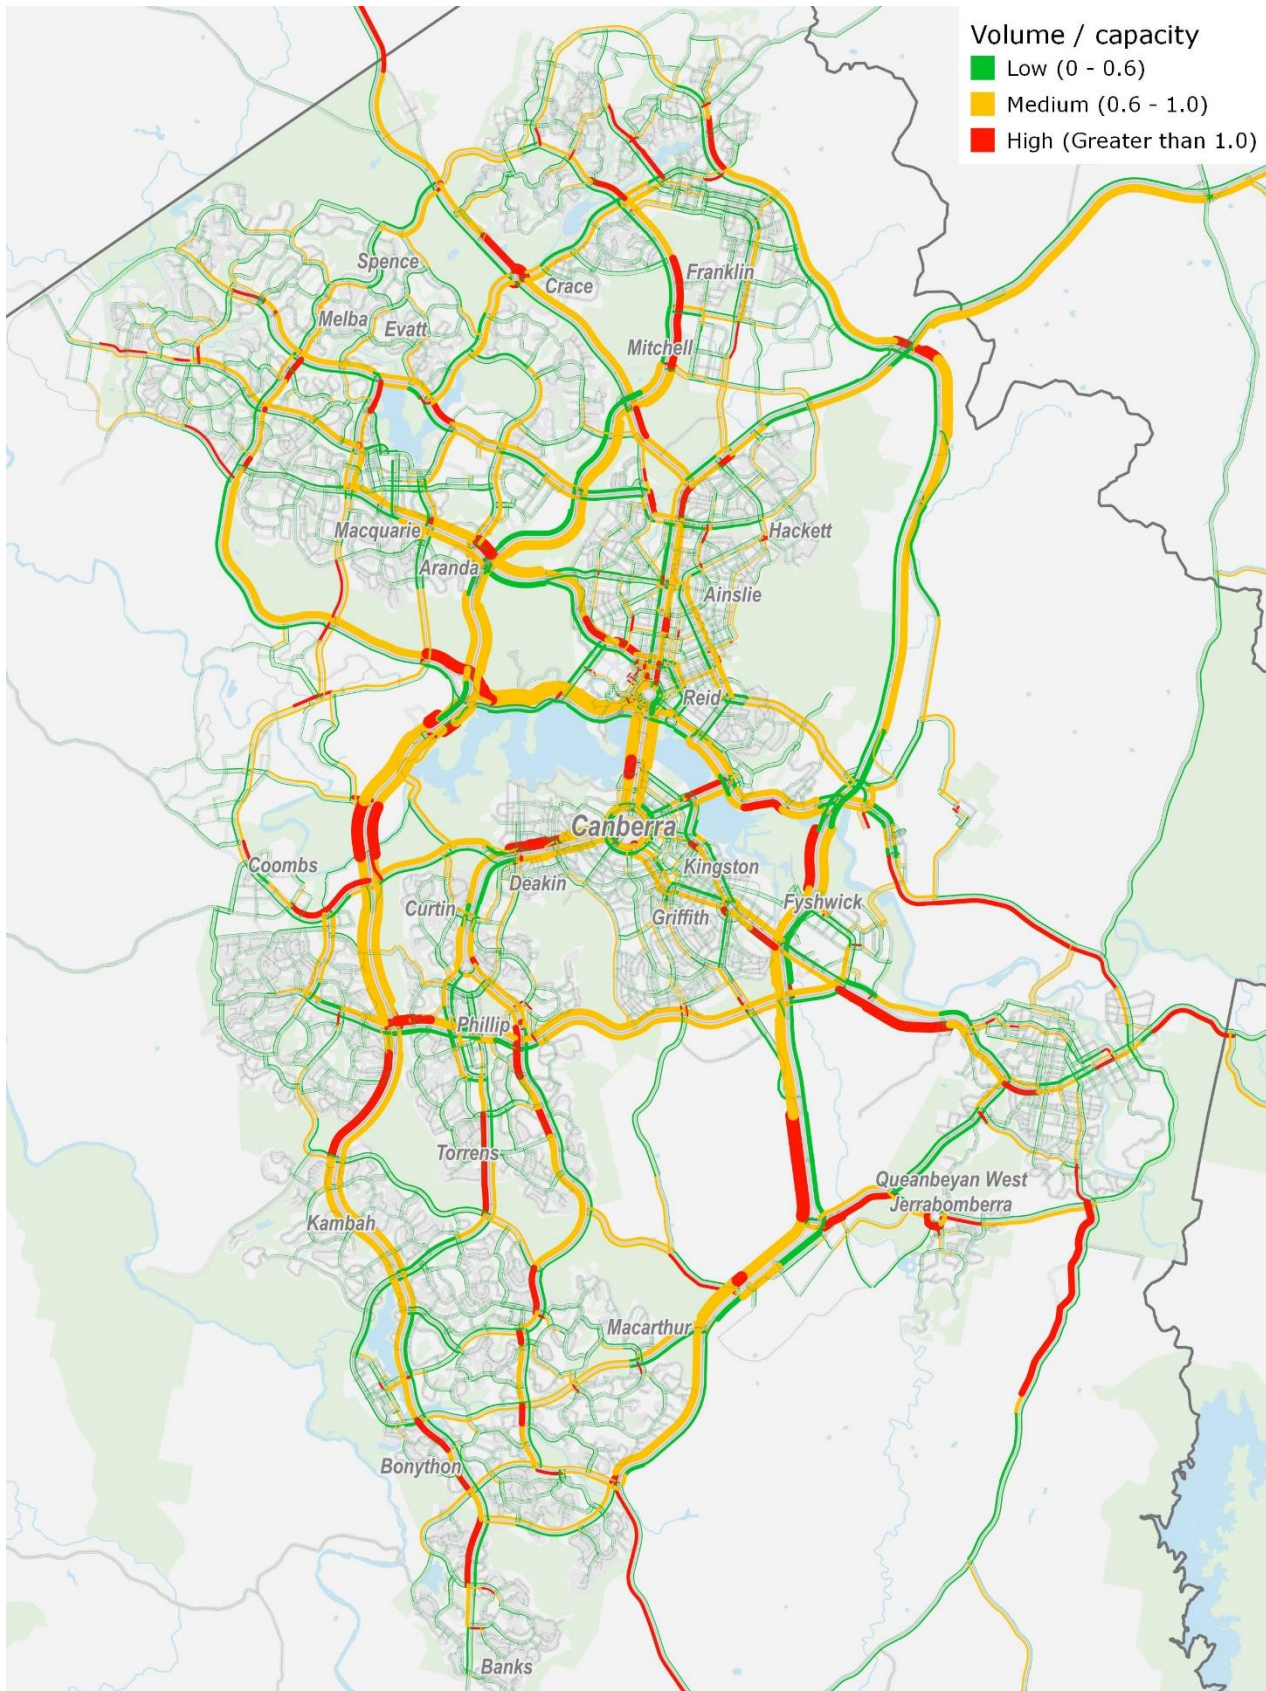 Volume / capacity
Low (0 - 0.6)
Medium (0.6 - 1.0)
High (Greater than 1.0)
Spence
Crace
Franklin
Melba
Evatt
Mitchell
Macquarie
Hackett
Aranda
Ainslie
Reid
Canberra
Coombs
Deakin
Kingston
Curtin
Griffith
Fyshwick
Phillip
Torrens
Queanbeyan West
Jerrabomberra
Kambah
Macarthur
Bonython
Banks